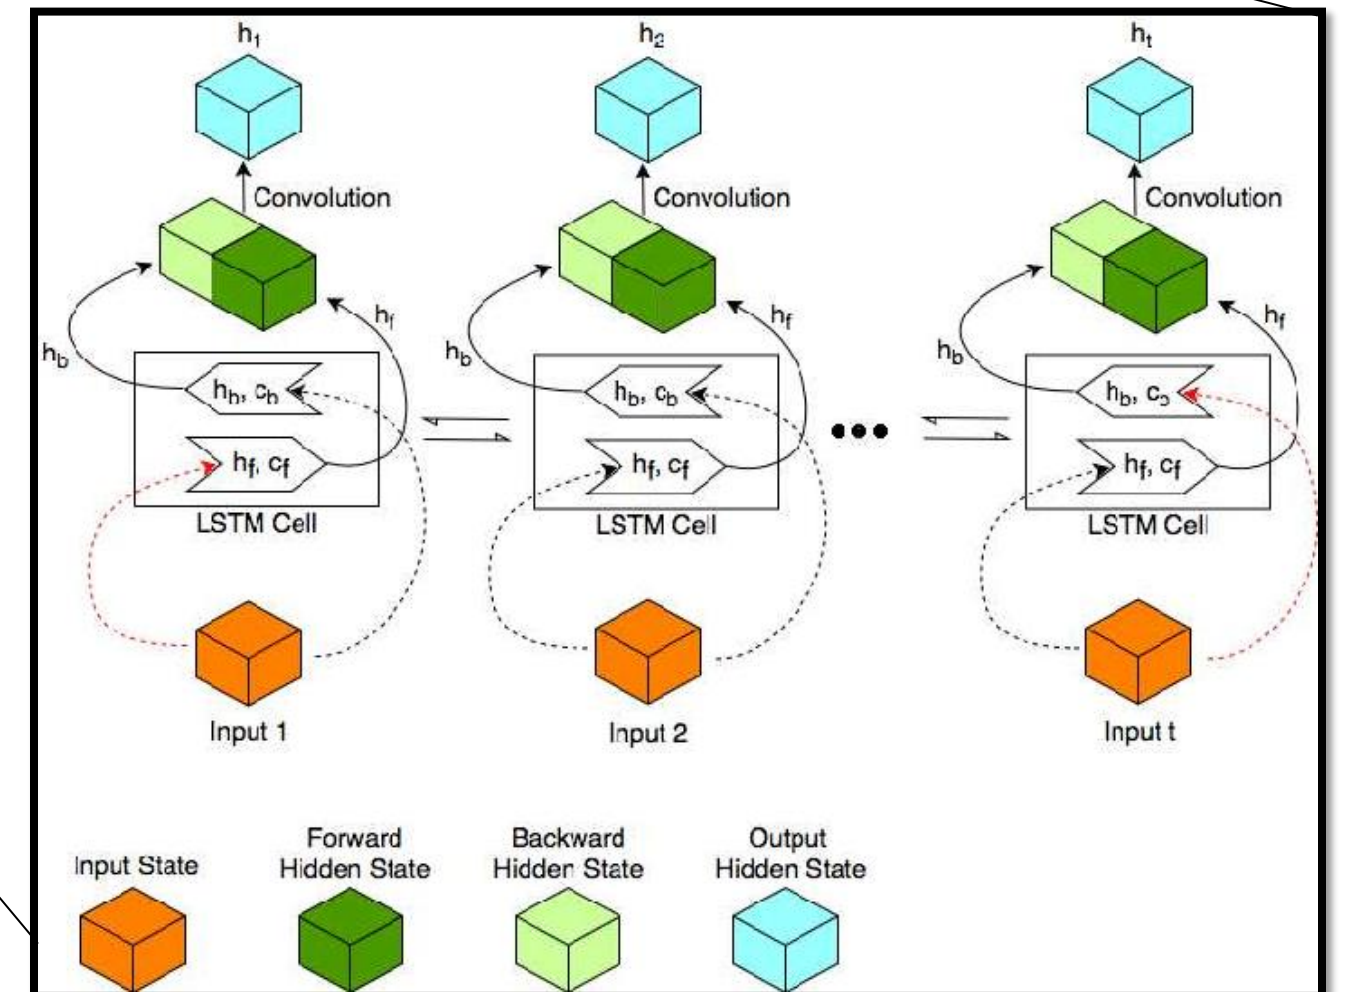 h1 h2 ht
Convolution Convolution Convolution
hf hf hf
hb hb hb
hb, cb hb, cb hb, cb
hf, cf hf, cf hf, cf
LSTM Cell LSTM Cell LSTM Cell
Input 1 Input 2 Input t
Forward Backward Output
Input State Hidden State Hidden State Hidden State